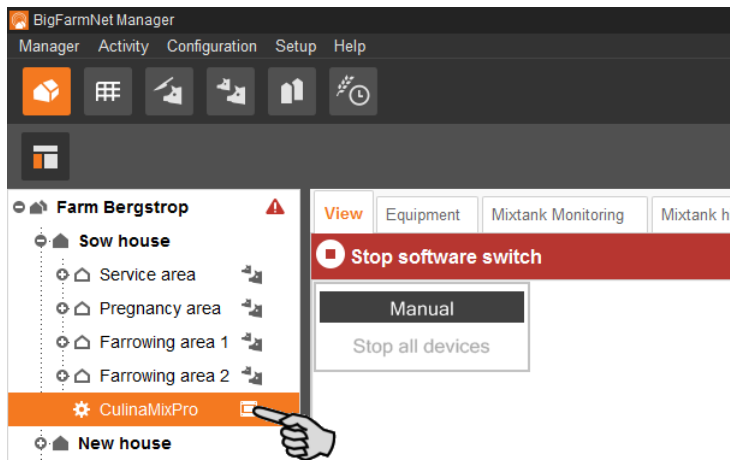 BigFarmNet Manager
Manager Activity Configuration Setup Help
Farm Bergstrop
Sow house
Service area
Pregnancy area
Farrowing area 1
Farrowing area 2
CulinaMixPro
New house
View Equipment Mixtank Monitoring Mixtank h
Stop software switch
Manual
Stop all devices